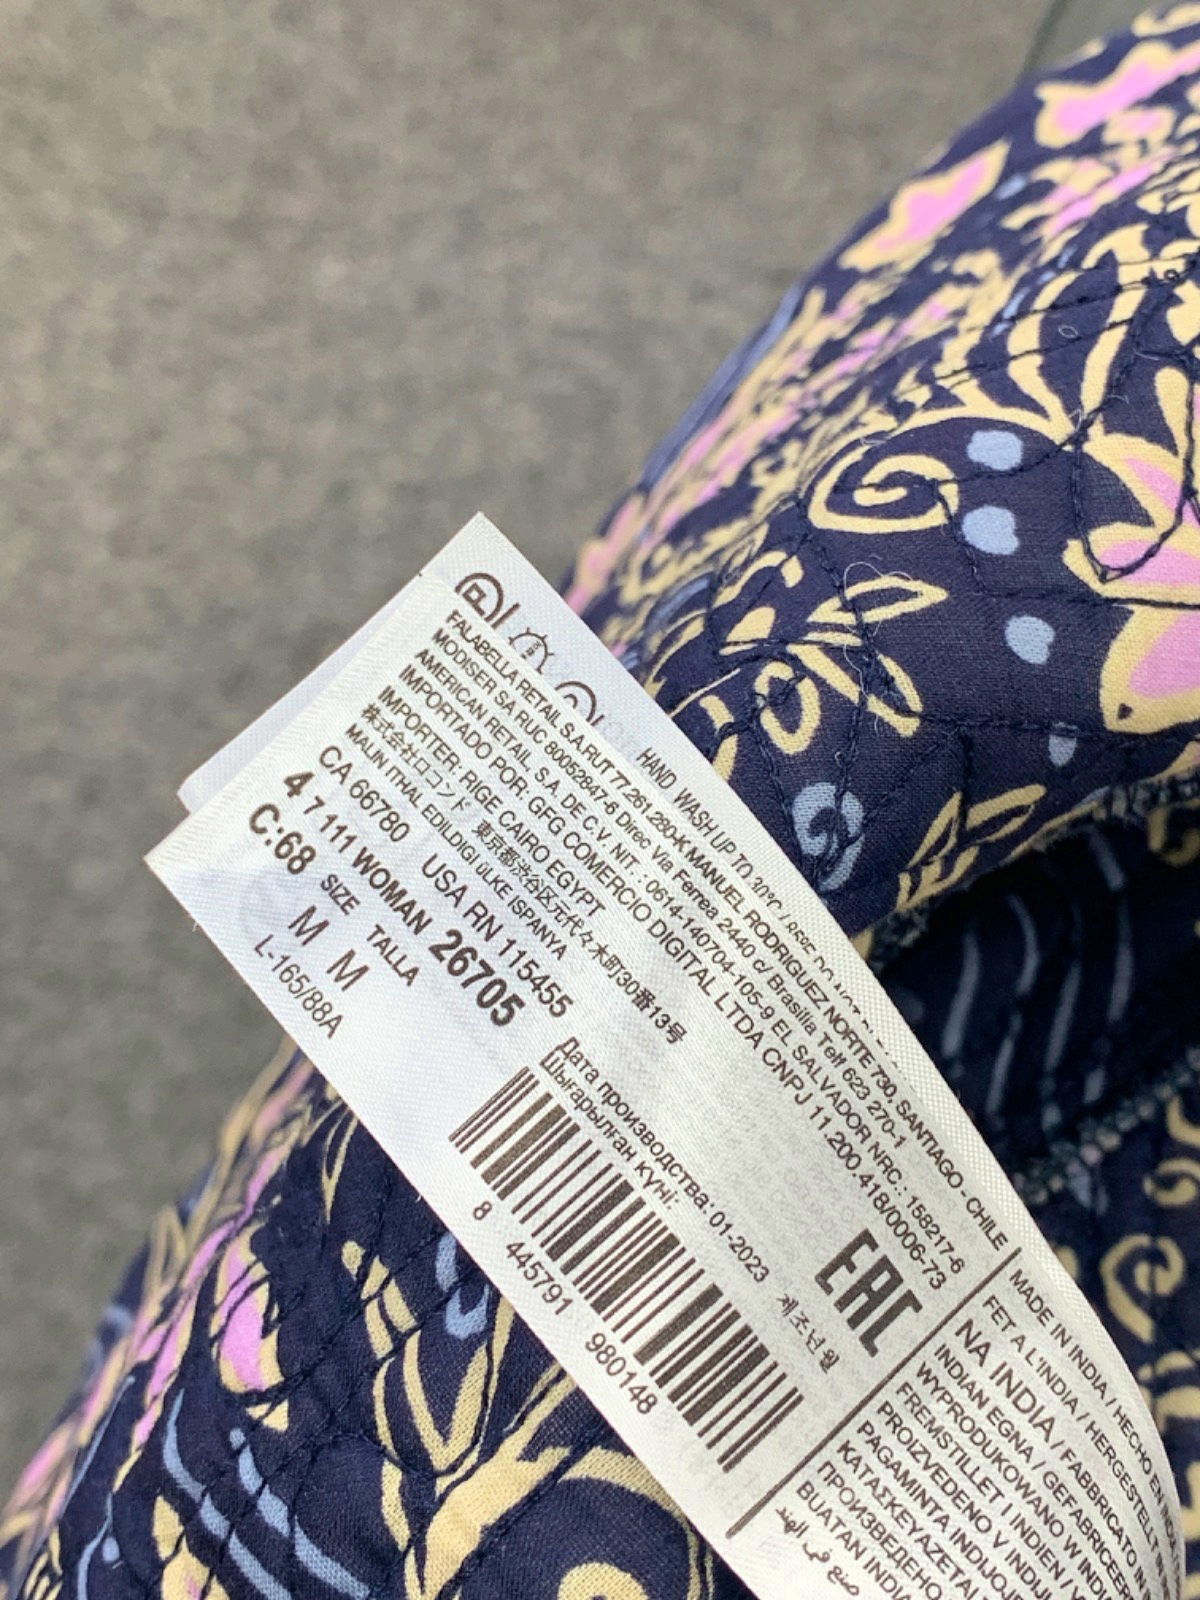 HAND WASH UP TO 30°C /
FALABELLA RETAIL S.A RUT 77.261.280-K MANUEL RODRIGUEZ NORTE 730, SANTIAGO - CHILE
MODISER SA RUC 80052847-6 Direc Via Ferrea 2440 c/ Brasilia Telf 623 270-1
AMERICAN RETAIL, S.A. DE C.V. NIT.: 0614-140704-105-9 EL SALVADOR NRC.: 158217-6
IMPORTADO POR: GFG COMERCIO DIGITAL LTDA CNPJ 11.200.418/0006-73
IMPORTER: RIGE CAIRO EGYPT
株式会社ロコンド 東京都渋谷区元代々木町30番13号
MALIN ITHAL EDILDIGI ÜLKE ISPANYA
CA 66780 USA RN 115455
4 7 111 WOMAN 26705
C:68 SIZE TALLA
M M
L-165/88A
Дата производства: 01-2023
Шығарылған күні:
제조년월
EAC
8 445791 980148
MADE IN INDIA / HECHO EN
FET A L'INDIA / HERGESTELLT IN
NA INDIA / FABBRICATO IN
INDIAN EGNA / GEFABRICEERD
WYPRODUKOWANO W
FREMSTILLET I INDIEN /
PROIZVEDENO V INDIJI
PAGAMINTA
ΚΑΤΑΣΚΕΥΑΖΕΤΑΙ
ПРОИЗВЕДЕНО
BUATAN INDIA
صنع في الهند